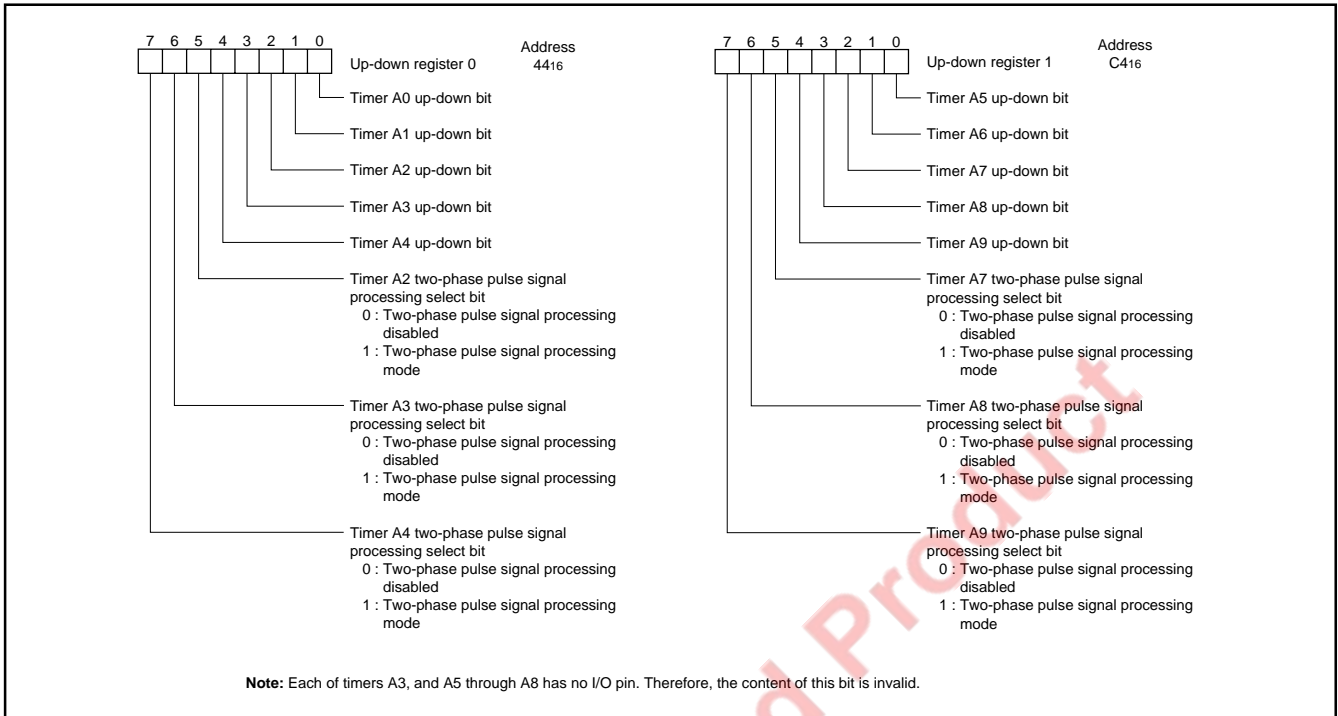 7 6 5 4 3 2 1 0
Address
Up-down register 0 4416
Timer A0 up-down bit
Timer A1 up-down bit
Timer A2 up-down bit
Timer A3 up-down bit
Timer A4 up-down bit
Timer A2 two-phase pulse signal
processing select bit
0 : Two-phase pulse signal processing
disabled
1 : Two-phase pulse signal processing
mode
Timer A3 two-phase pulse signal
processing select bit
0 : Two-phase pulse signal processing
disabled
1 : Two-phase pulse signal processing
mode
Timer A4 two-phase pulse signal
processing select bit
0 : Two-phase pulse signal processing
disabled
1 : Two-phase pulse signal processing
mode
7 6 5 4 3 2 1 0
Address
Up-down register 1 C416
Timer A5 up-down bit
Timer A6 up-down bit
Timer A7 up-down bit
Timer A8 up-down bit
Timer A9 up-down bit
Timer A7 two-phase pulse signal
processing select bit
0 : Two-phase pulse signal processing
disabled
1 : Two-phase pulse signal processing
mode
Timer A8 two-phase pulse signal
processing select bit
0 : Two-phase pulse signal processing
disabled
1 : Two-phase pulse signal processing
mode
Timer A9 two-phase pulse signal
processing select bit
0 : Two-phase pulse signal processing
disabled
1 : Two-phase pulse signal processing
mode
Note: Each of timers A3, and A5 through A8 has no I/O pin. Therefore, the content of this bit is invalid.
d Product